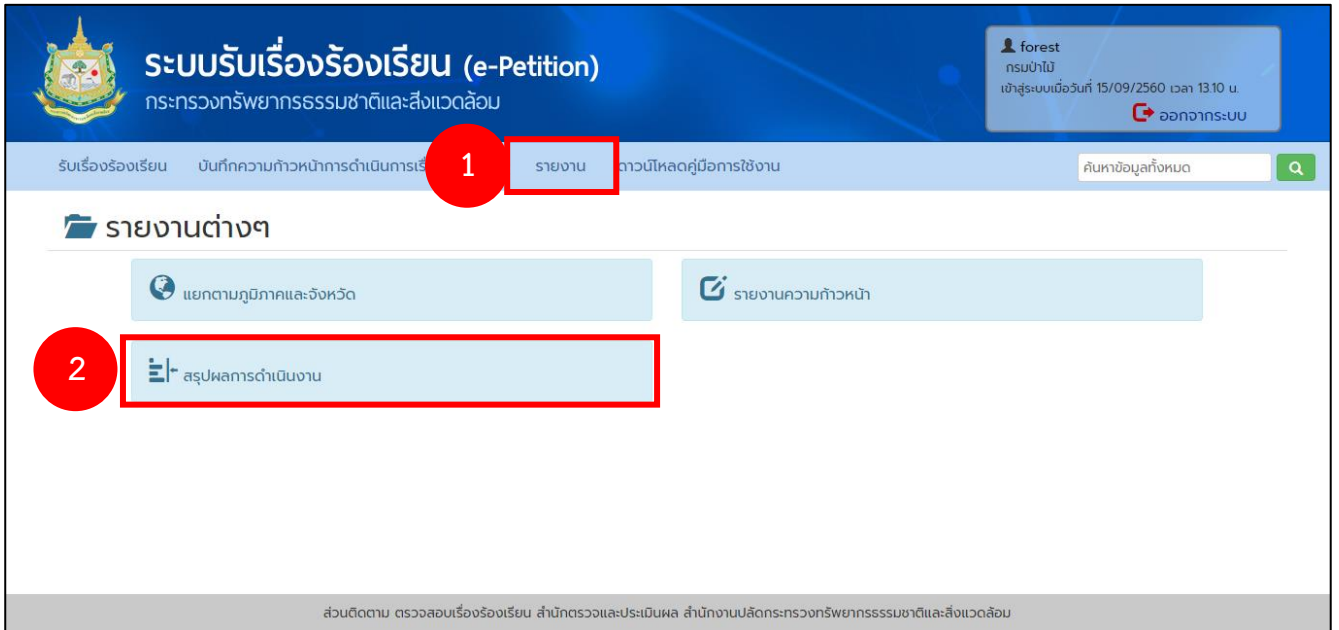 ระบบรับเรื่องร้องเรียน (e-Petition)
กระทรวงทรัพยากรธรรมชาติและสิ่งแวดล้อม
forest
กรมป่าไม้
เข้าสู่ระบบเมื่อวันที่ 15/09/2560 เวลา 13.10 น.
ออกจากระบบ
รับเรื่องร้องเรียน บันทึกความก้าวหน้าการดำเนินการ 1 รายงาน ดาวน์โหลดคู่มือการใช้งาน ค้นหาข้อมูลทั้งหมด
รายงานต่างๆ
แยกตามภูมิภาคและจังหวัด รายงานความก้าวหน้า
2 สรุปผลการดำเนินงาน
ส่วนติดตาม ตรวจสอบเรื่องร้องเรียน สำนักตรวจและประเมินผล สำนักงานปลัดกระทรวงทรัพยากรธรรมชาติและสิ่งแวดล้อม